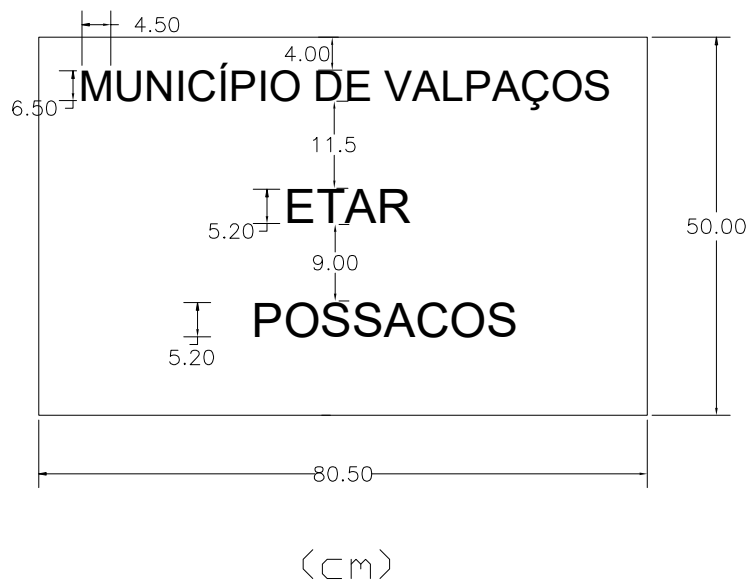 4.50
4.00
MUNICÍPIO DE VALPAÇOS
6.50
11.5
ETAR
5.20
50.00
9.00
POSSACOS
5.20
80.50
(cm)